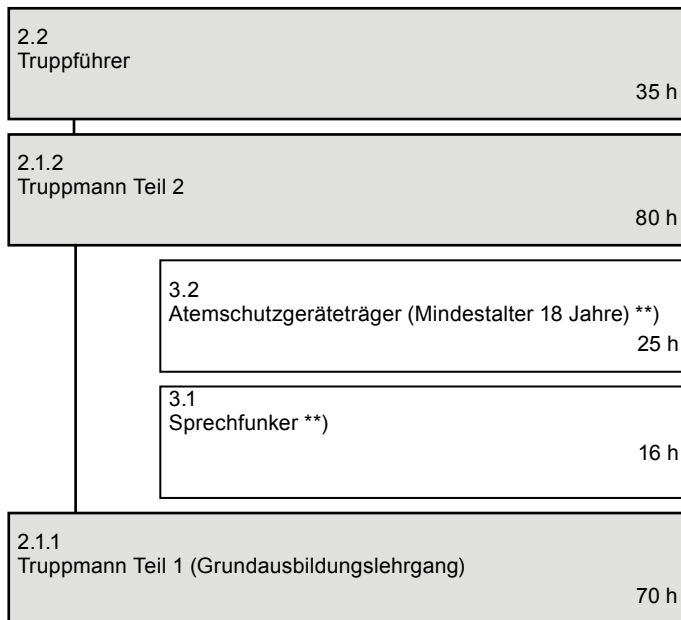 2.2
Truppführer
35 h
2.1.2
Truppmann Teil 2
80 h
3.2
Atemschutzgeräteträger (Mindestalter 18 Jahre) **)
25 h
3.1
Sprechfunker **)
16 h
2.1.1
Truppmann Teil 1 (Grundausbildungslehrgang)
70 h